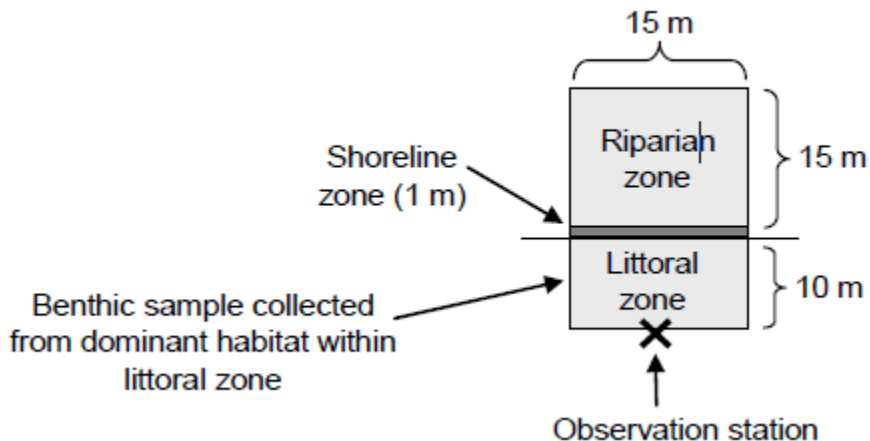 15 m
Riparian
zone
15 m
Shoreline
zone (1 m)
Littoral
zone
10 m
Benthic sample collected
from dominant habitat within
littoral zone
Observation station